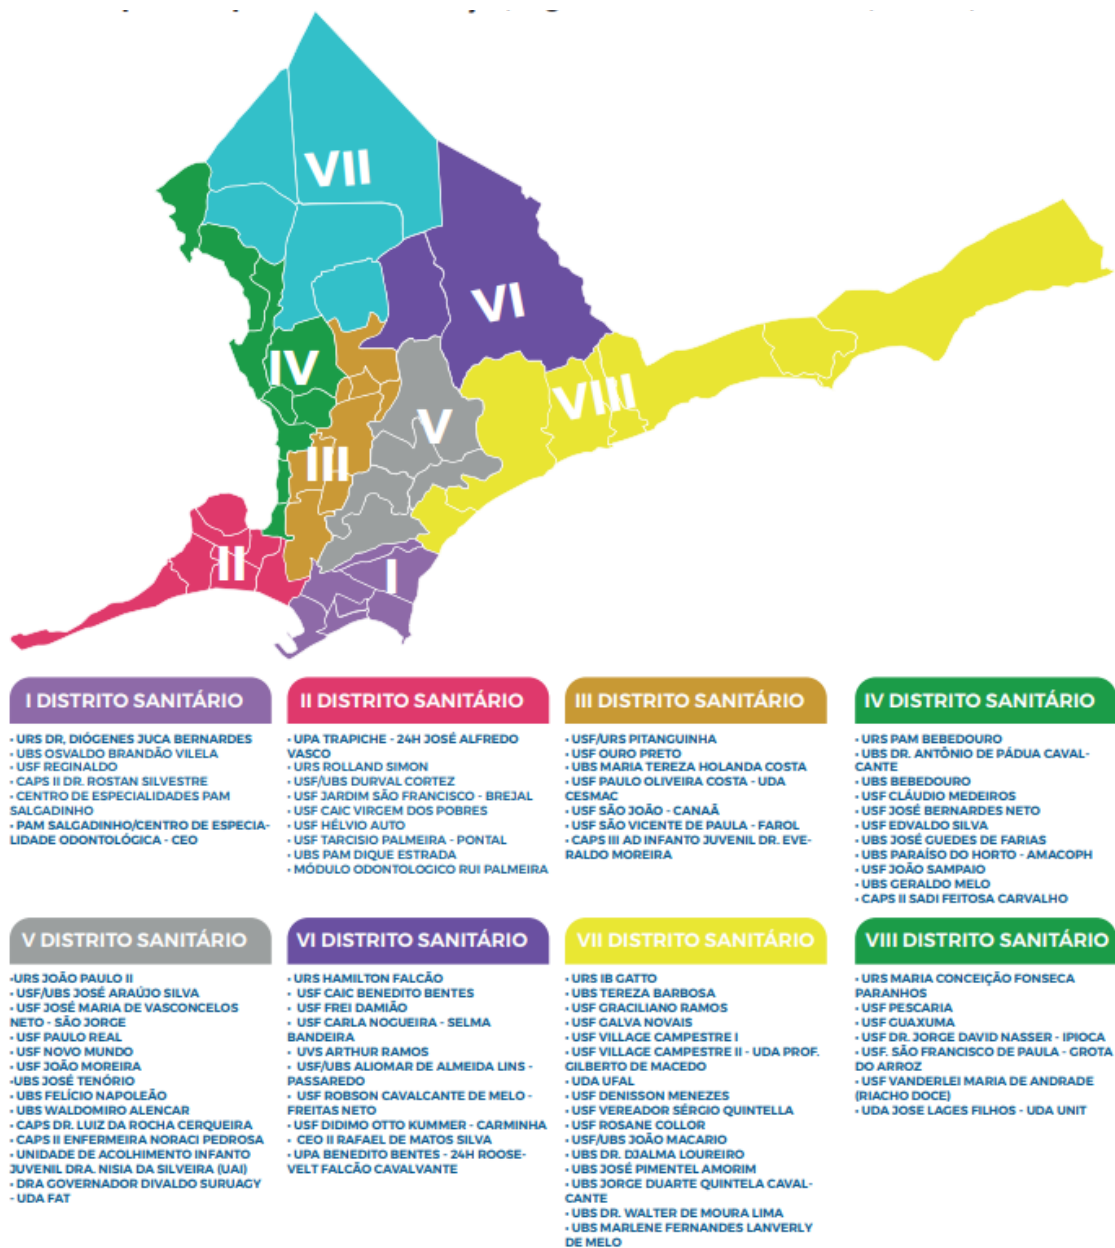 VII
VI
IV
VIII
V
III
II
I
I DISTRITO SANITÁRIO
• URS DR, DIÓGENES JUCA BERNARDES
• UBS OSVALDO BRANDÃO VILELA
• USF REGINALDO
• CAPS II DR. ROSTAN SILVESTRE
• CENTRO DE ESPECIALIDADES PAM
SALGADINHO
• PAM SALGADINHO/CENTRO DE ESPECIA-
LIDADE ODONTOLÓGICA - CEO
II DISTRITO SANITÁRIO
• UPA TRAPICHE - 24H JOSÉ ALFREDO
VASCO
• URS ROLLAND SIMON
• USF/UBS DURVAL CORTEZ
• USF JARDIM SÃO FRANCISCO - BREJAL
• USF CAIC VIRGEM DOS POBRES
• USF HÉLVIO AUTO
• USF TARCISIO PALMEIRA - PONTAL
• UBS PAM DIQUE ESTRADA
• MÓDULO ODONTOLOGICO RUI PALMEIRA
III DISTRITO SANITÁRIO
• USF/URS PITANGUINHA
• USF OURO PRETO
• UBS MARIA TEREZA HOLANDA COSTA
• USF PAULO OLIVEIRA COSTA - UDA
CESMAC
• USF SÃO JOÃO - CANAÃ
• USF SÃO VICENTE DE PAULA - FAROL
• CAPS III AD INFANTO JUVENIL DR. EVE-
RALDO MOREIRA
IV DISTRITO SANITÁRIO
• URS PAM BEBEDOURO
• UBS DR. ANTÔNIO DE PÁDUA CAVAL-
CANTE
• UBS BEBEDOURO
• USF CLÁUDIO MEDEIROS
• USF JOSÉ BERNARDES NETO
• USF EDVALDO SILVA
• UBS JOSÉ GUEDES DE FARIAS
• UBS PARAÍSO DO HORTO - AMACOPH
• USF JOÃO SAMPAIO
• UBS GERALDO MELO
• CAPS II SADI FEITOSA CARVALHO
V DISTRITO SANITÁRIO
•URS JOÃO PAULO II
• USF/UBS JOSÉ ARAÚJO SILVA
• USF JOSÉ MARIA DE VASCONCELOS
NETO - SÃO JORGE
• USF PAULO REAL
• USF NOVO MUNDO
• USF JOÃO MOREIRA
•UBS JOSÉ TENÓRIO
• UBS FELÍCIO NAPOLEÃO
• UBS WALDOMIRO ALENCAR
• CAPS DR. LUIZ DA ROCHA CERQUEIRA
• CAPS II ENFERMEIRA NORACI PEDROSA
• UNIDADE DE ACOLHIMENTO INFANTO
JUVENIL DRA. NISIA DA SILVEIRA (UAI)
• DRA GOVERNADOR DIVALDO SURUAGY
- UDA FAT
VI DISTRITO SANITÁRIO
• URS HAMILTON FALCÃO
• USF CAIC BENEDITO BENTES
• USF FREI DAMIÃO
• USF CARLA NOGUEIRA - SELMA
BANDEIRA
• UVS ARTHUR RAMOS
• USF/UBS ALIOMAR DE ALMEIDA LINS -
PASSAREDO
• USF ROBSON CAVALCANTE DE MELO -
FREITAS NETO
• USF DIDIMO OTTO KUMMER - CARMINHA
• CEO II RAFAEL DE MATOS SILVA
• UPA BENEDITO BENTES - 24H ROOSE-
VELT FALCÃO CAVALVANTE
VII DISTRITO SANITÁRIO
• URS IB GATTO
• UBS TEREZA BARBOSA
• USF GRACILIANO RAMOS
• USF GALVA NOVAIS
• USF VILLAGE CAMPESTRE I
• USF VILLAGE CAMPESTRE II - UDA PROF.
GILBERTO DE MACEDO
• UDA UFAL
• USF DENISSON MENEZES
• USF VEREADOR SÉRGIO QUINTELLA
• USF ROSANE COLLOR
• USF/UBS JOÃO MACARIO
• UBS DR. DJALMA LOUREIRO
• UBS JOSÉ PIMENTEL AMORIM
• UBS JORGE DUARTE QUINTELA CAVAL-
CANTE
• UBS DR. WALTER DE MOURA LIMA
• UBS MARLENE FERNANDES LANVERLY
DE MELO
VIII DISTRITO SANITÁRIO
• URS MARIA CONCEIÇÃO FONSECA
PARANHOS
• USF PESCARIA
• USF GUAXUMA
• USF DR. JORGE DAVID NASSER - IPIOCA
• USF. SÃO FRANCISCO DE PAULA - GROTA
DO ARROZ
• USF VANDERLEI MARIA DE ANDRADE
(RIACHO DOCE)
• UDA JOSE LAGES FILHOS - UDA UNIT